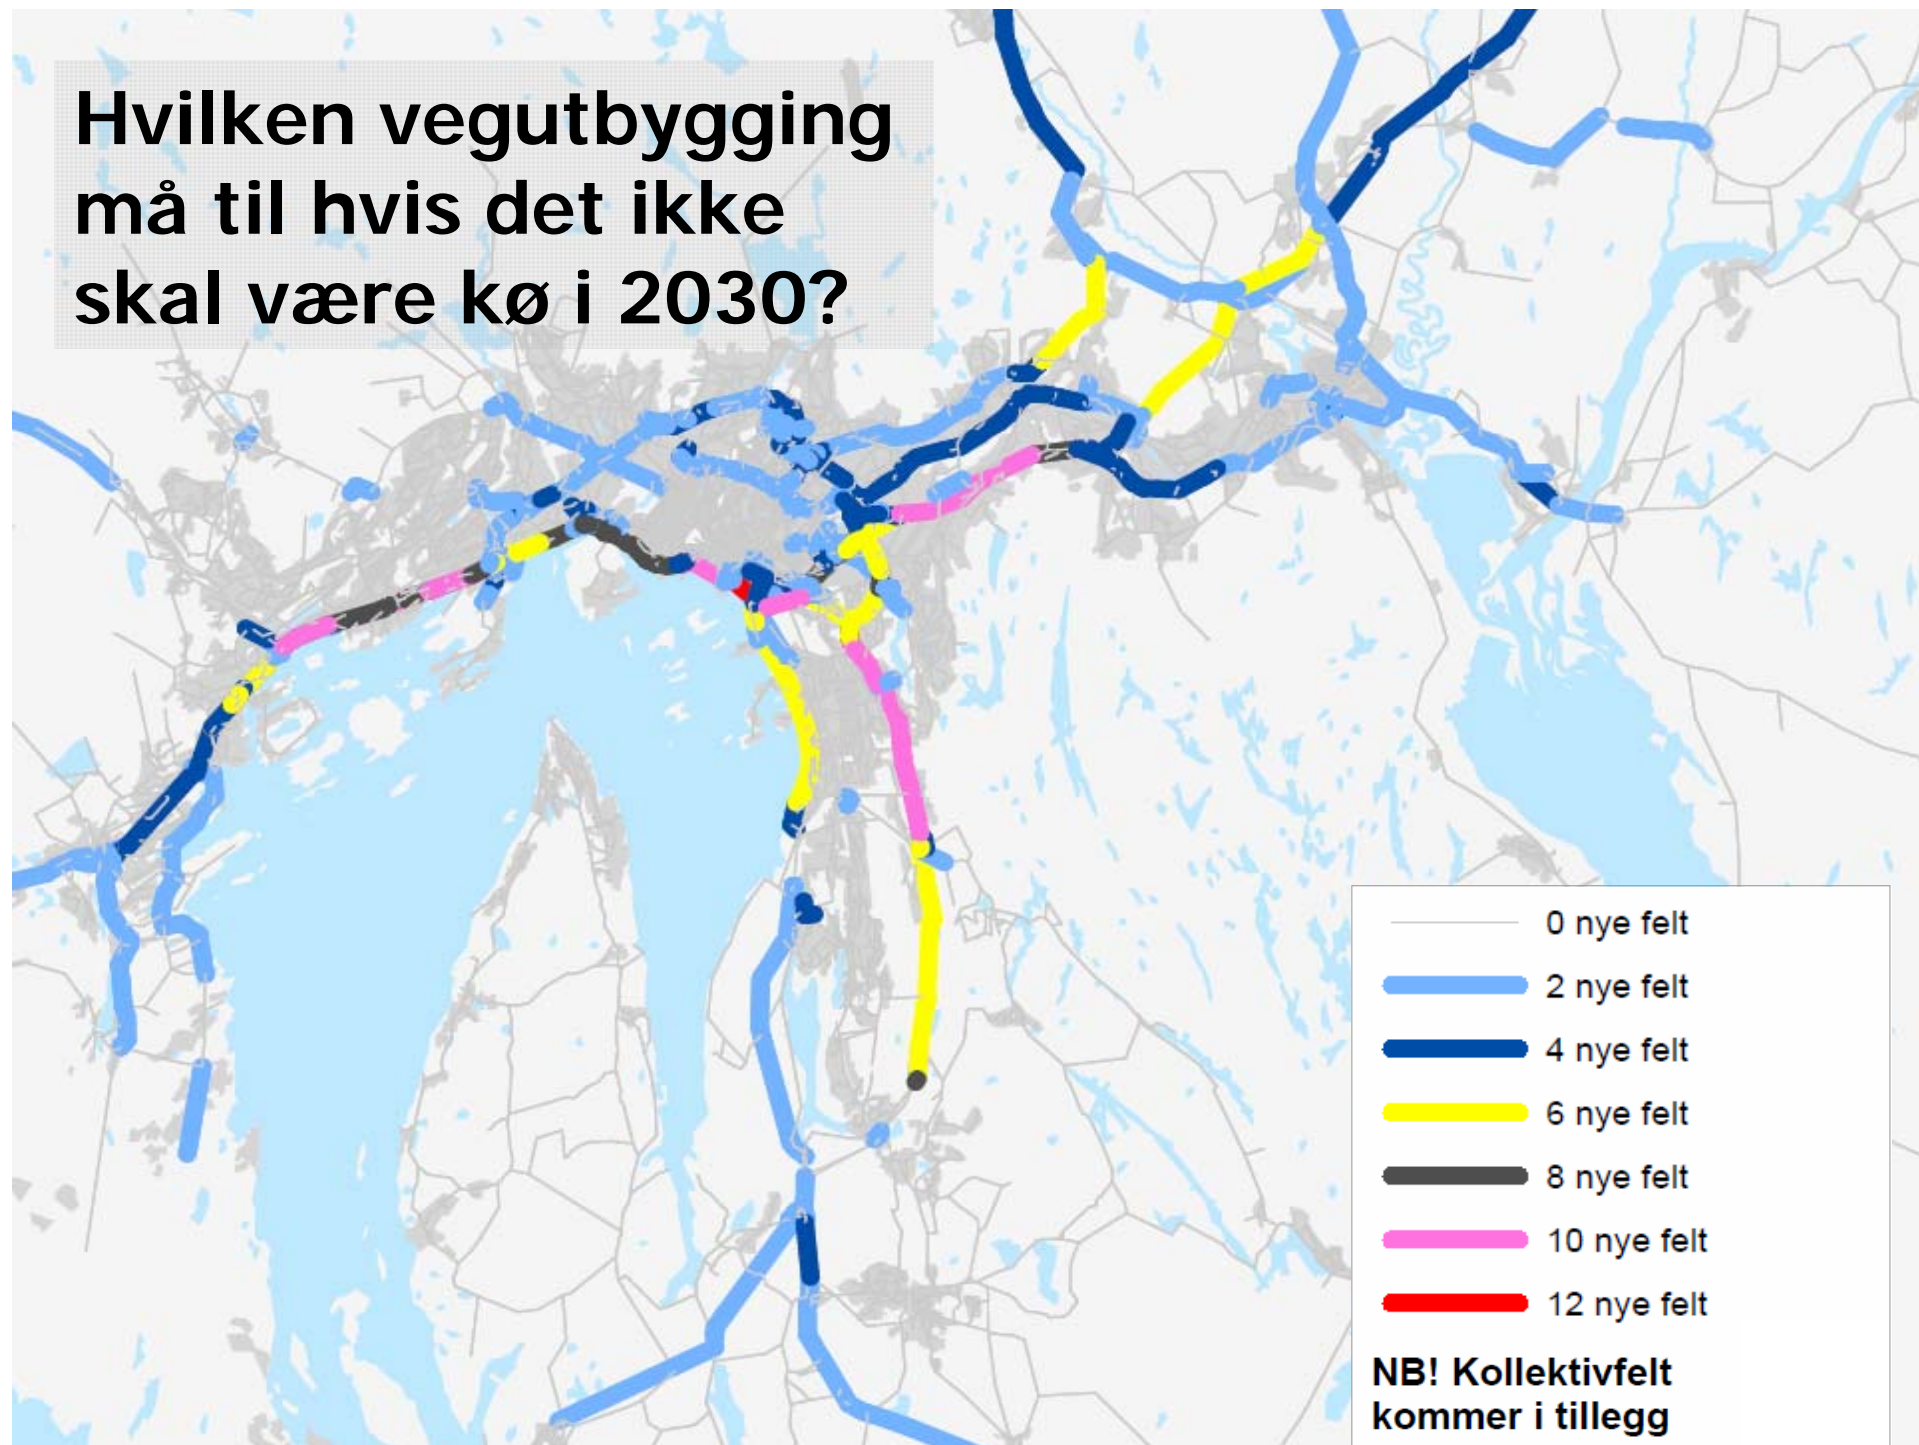 Hvilken vegutbygging
må til hvis det ikke
skal være kø i 2030?
0 nye felt
2 nye felt
4 nye felt
6 nye felt
8 nye felt
10 nye felt
12 nye felt
NB! Kollektivfelt
kommer i tillegg